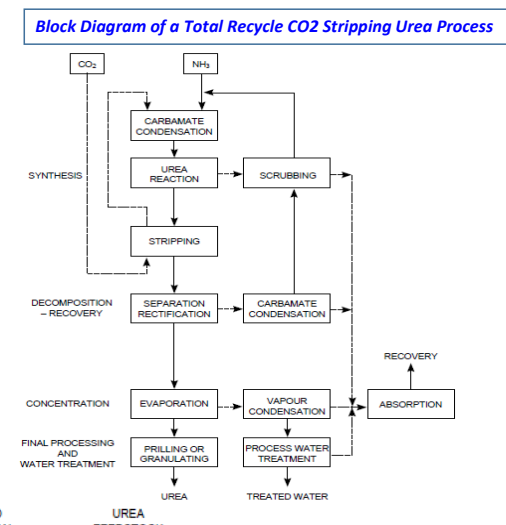 Block Diagram of a Total Recycle CO2 Stripping Urea Process
CO₂
NH₃
CARBAMATE
CONDENSATION
SYNTHESIS
UREA
REACTION
SCRUBBING
STRIPPING
DECOMPOSITION
– RECOVERY
SEPARATION
RECTIFICATION
CARBAMATE
CONDENSATION
RECOVERY
CONCENTRATION
EVAPORATION
VAPOUR
CONDENSATION
ABSORPTION
FINAL PROCESSING
AND
WATER TREATMENT
PRILLING OR
GRANULATING
PROCESS WATER
TREATMENT
UREA
TREATED WATER
UREA